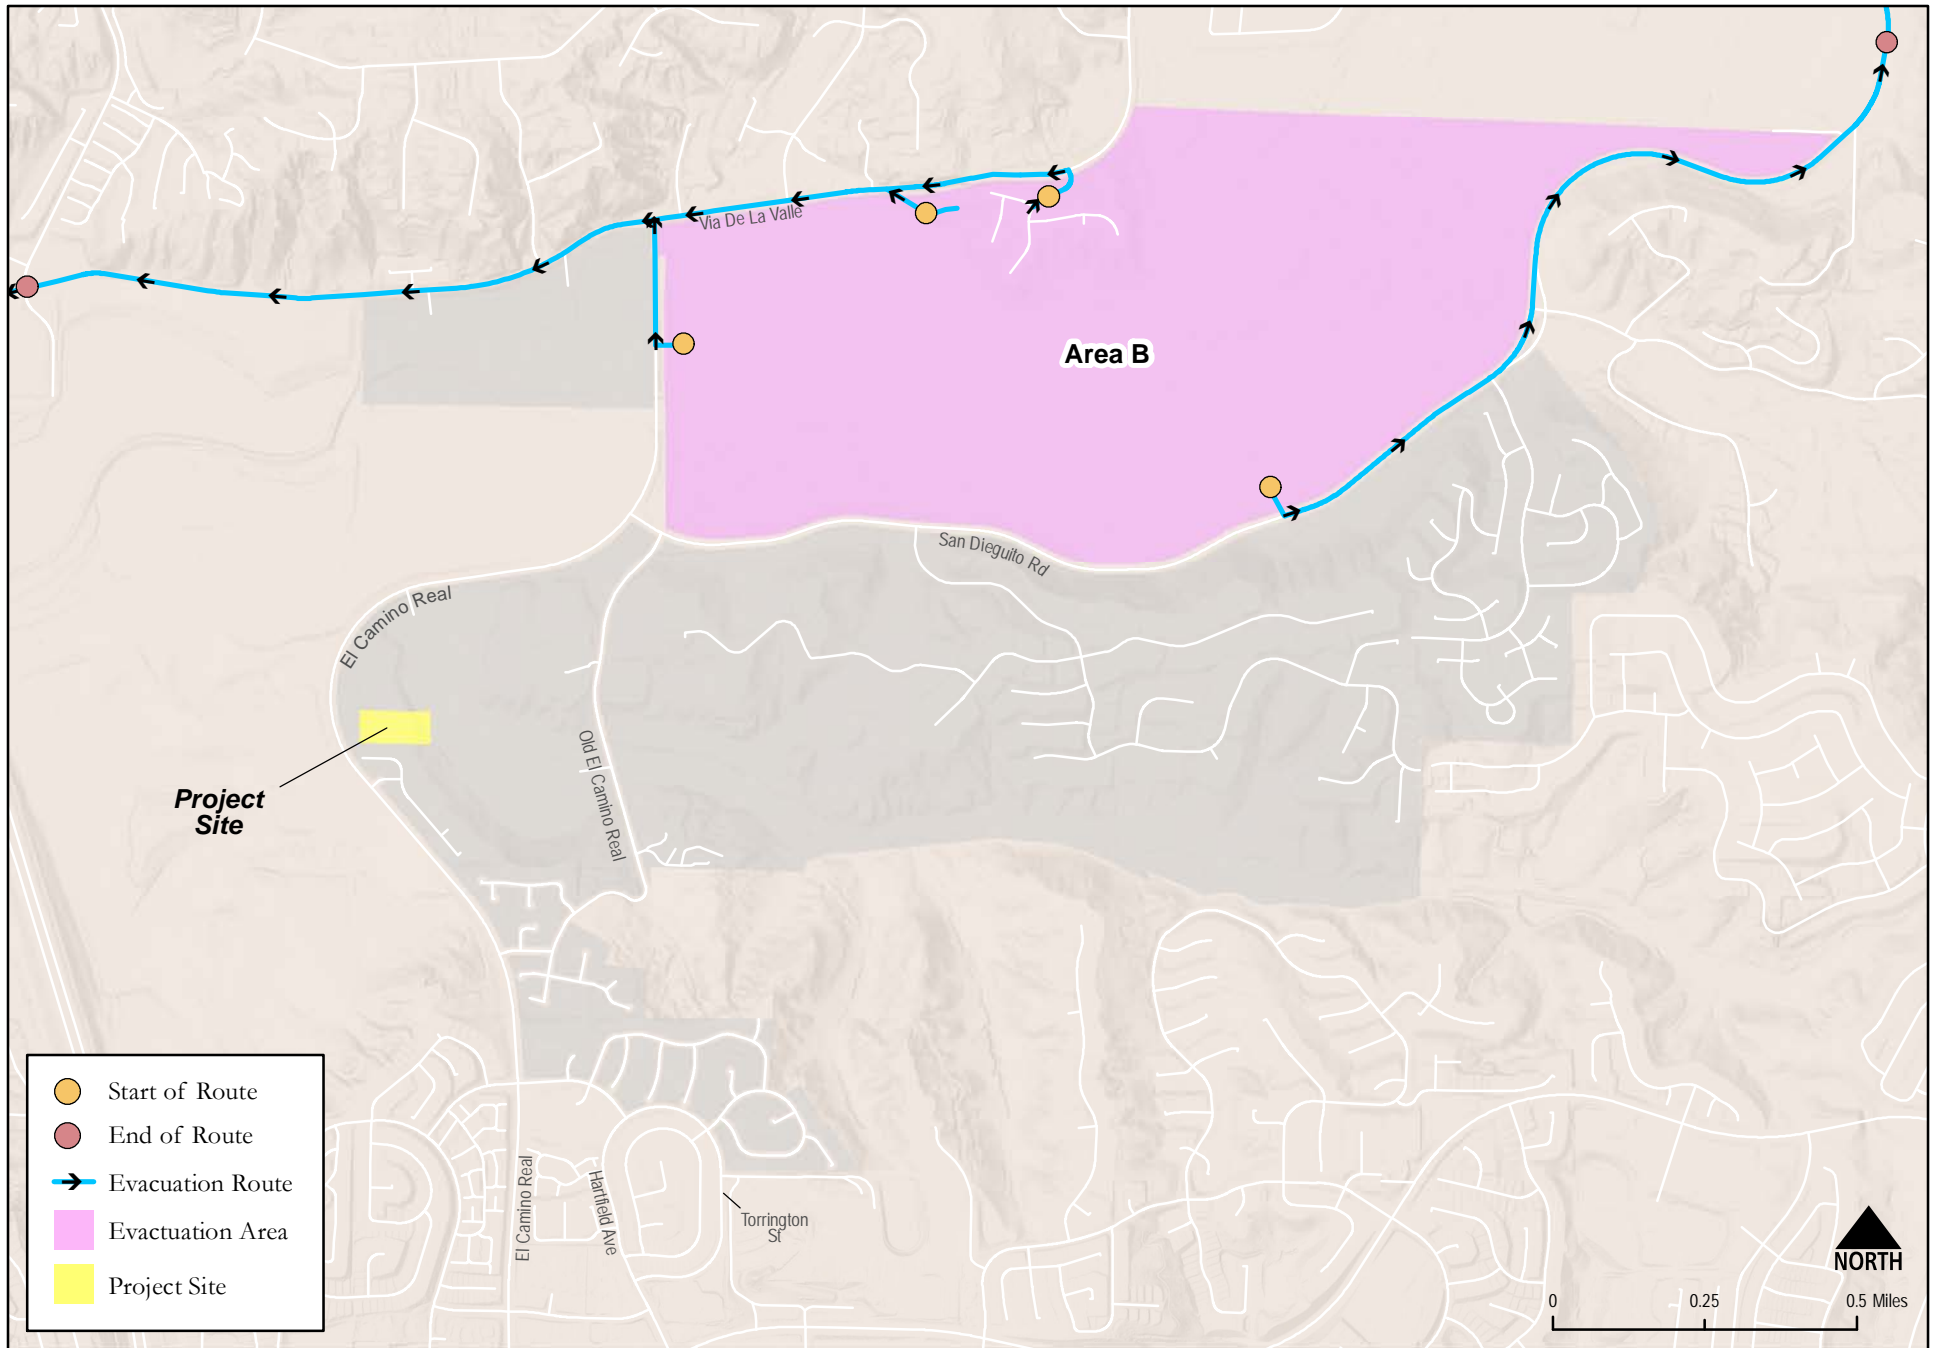 Via De La Valle
Area B
San Dieguito Rd
El Camino Real
Old El Camino Real
Project
Site
Start of Route
End of Route
Evacuation Route
Evactuation Area
Project Site
El Camino Real
Hartfield Ave
Torrington
St
NORTH
0 0.25 0.5 Miles